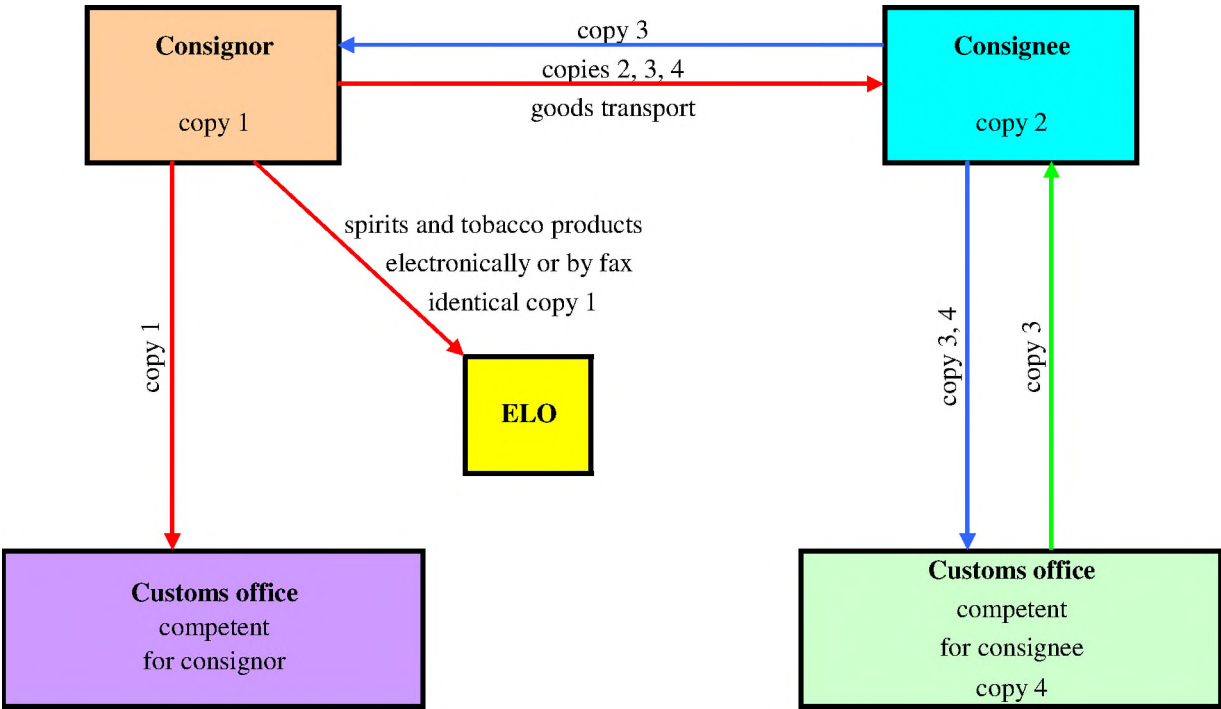 Consignor
copy 1
copy 3
copies 2, 3, 4
goods transport
Consignee
copy 2
spirits and tobacco products
electronically or by fax
identical copy 1
copy 1
copy 3, 4
copy 3
ELO
Customs office
competent
for consignor
Customs office
competent
for consignee
copy 4